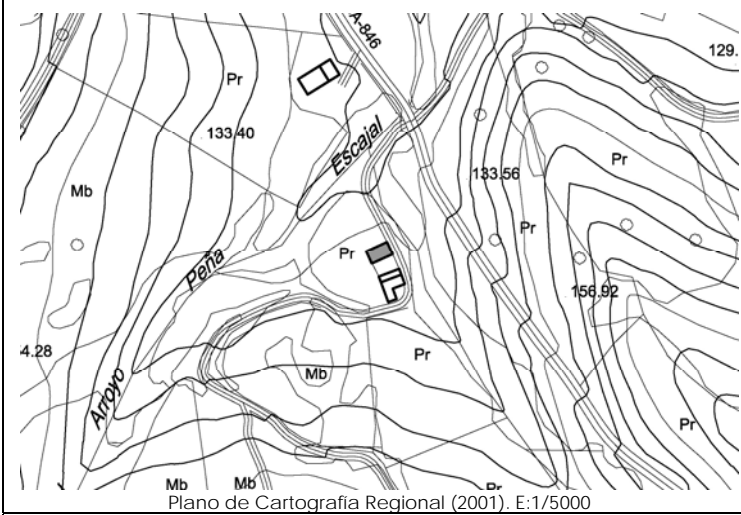 A-846
129.
Pr
133.40
Escajal
Pr
133.56
Mb
Pr
Peña
Pr
156.92
4.28
Arroyo
Pr
Mb
Pr
Mb
Mb
Pr
Plano de Cartografía Regional (2001). E:1/5000